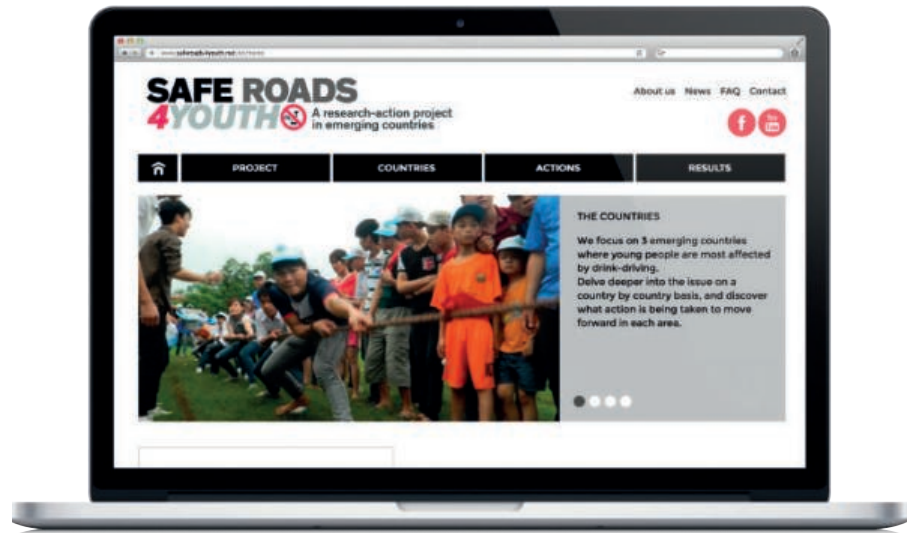 SAFE ROADS
4YOUTH
A research-action project
in emerging countries
About us News FAQ Contact
f
You
PROJECT COUNTRIES ACTIONS RESULTS
THE COUNTRIES
We focus on 3 emerging countries
where young people are most affected
by drink-driving.
Delve deeper into the issue on a
country by country basis, and discover
what action is being taken to move
forward in each area.